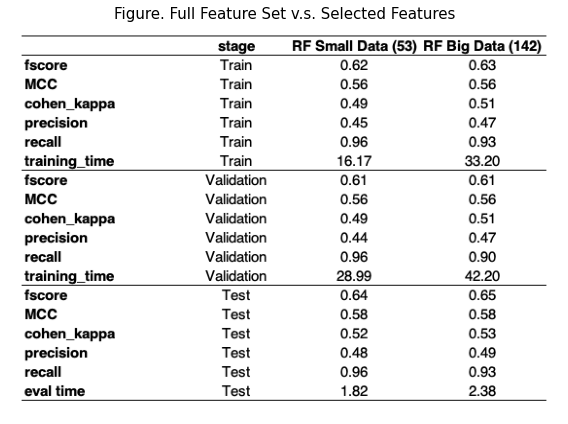 Figure. Full Feature Set v.s. Selected Features
stage RF Small Data (53) RF Big Data (142)
fscore Train 0.62 0.63
MCC Train 0.56 0.56
cohen_kappa Train 0.49 0.51
precision Train 0.45 0.47
recall Train 0.96 0.93
training_time Train 16.17 33.20
fscore Validation 0.61 0.61
MCC Validation 0.56 0.56
cohen_kappa Validation 0.49 0.51
precision Validation 0.44 0.47
recall Validation 0.96 0.90
training_time Validation 28.99 42.20
fscore Test 0.64 0.65
MCC Test 0.58 0.58
cohen_kappa Test 0.52 0.53
precision Test 0.48 0.49
recall Test 0.96 0.93
eval time Test 1.82 2.38